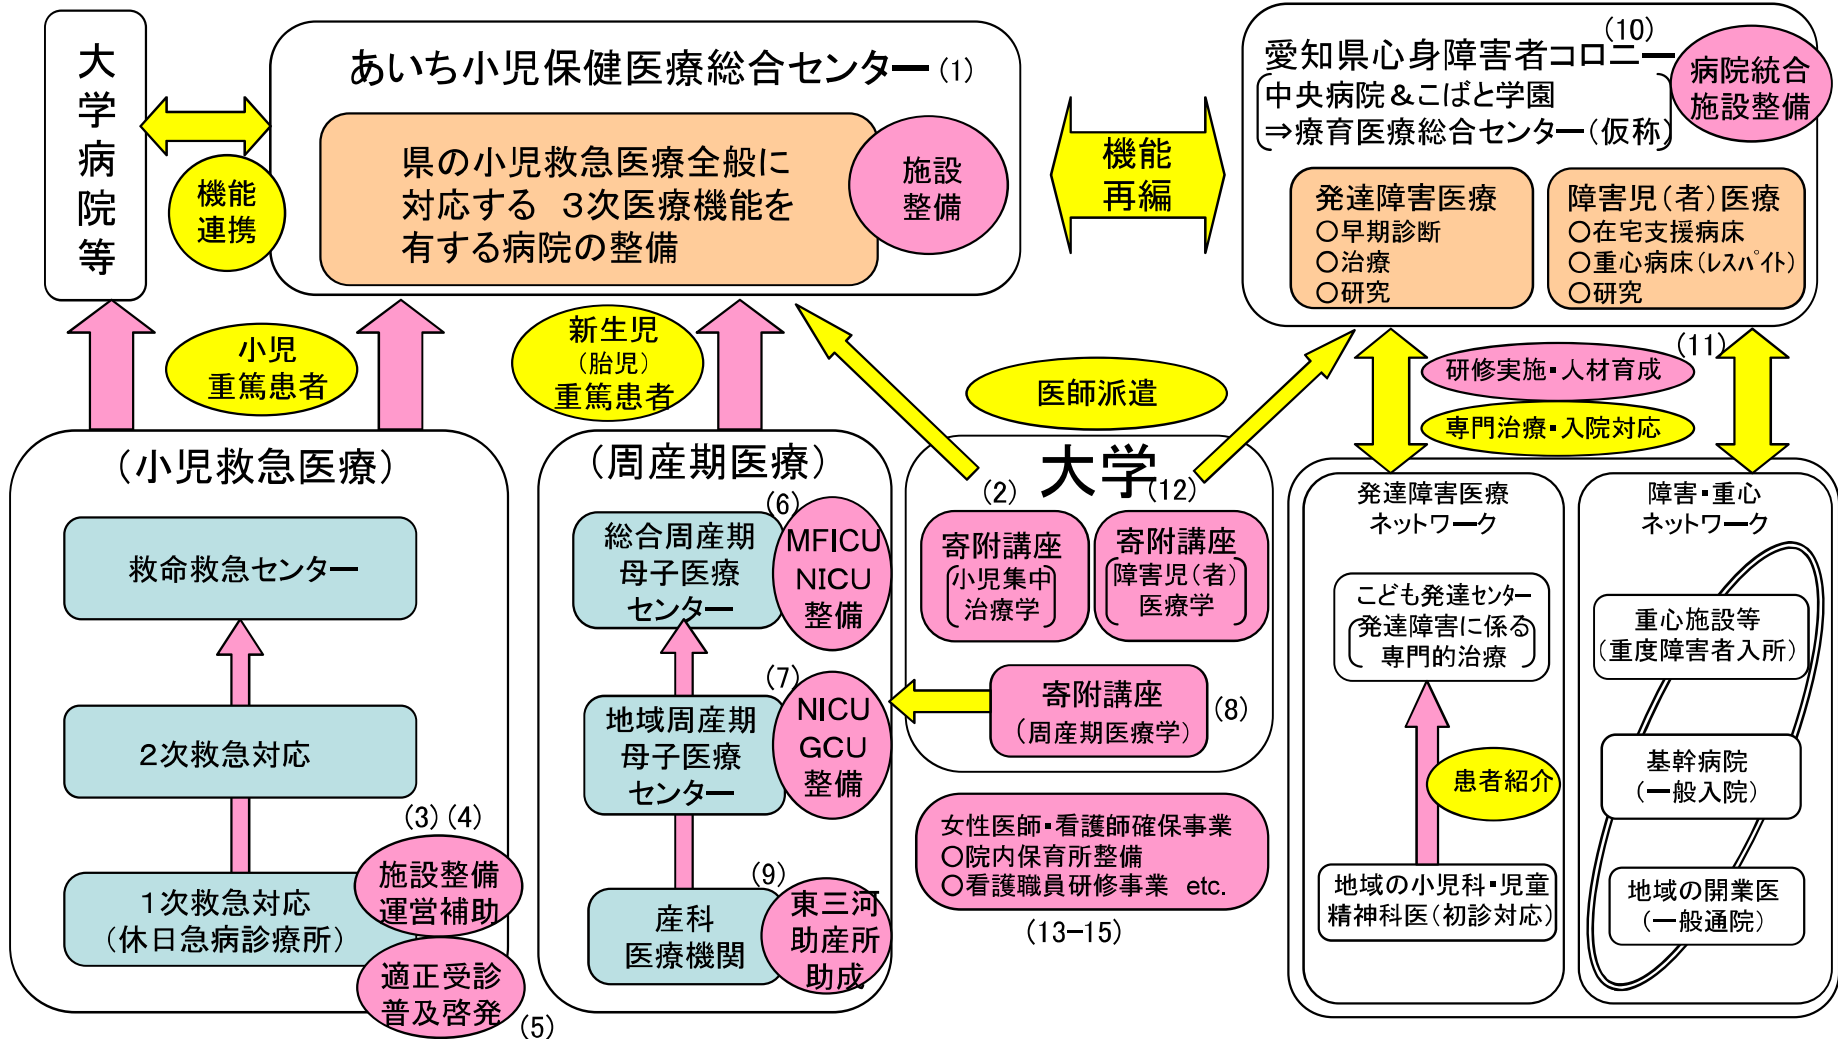 大学病院等
あいち小児保健医療総合センター(1)
県の小児救急医療全般に
対応する 3次医療機能を
有する病院の整備
施設
整備
機能
連携
機能
再編
(10)
愛知県心身障害者コロニー
中央病院&こばと学園
⇒療育医療総合センター(仮称)
病院統合
施設整備
発達障害医療
○早期診断
○治療
○研究
障害児(者)医療
○在宅支援病床
○重心病床(レスパイト)
○研究
小児
重篤患者
新生児
(胎児)
重篤患者
医師派遣
(11)
研修実施・人材育成
専門治療・入院対応
(小児救急医療)
救命救急センター
2次救急対応
(3)(4)
1次救急対応
(休日急病診療所)
施設整備
運営補助
適正受診
普及啓発
(5)
(周産期医療)
(6)
総合周産期
母子医療
センター
MFICU
NICU
整備
(7)
地域周産期
母子医療
センター
NICU
GCU
整備
(9)
産科
医療機関
東三河
助産所
助成
大学
(2)
(12)
寄附講座
小児集中
治療学
寄附講座
障害児(者)
医療学
寄附講座
(周産期医療学)
(8)
女性医師・看護師確保事業
○院内保育所整備
○看護職員研修事業 etc.
(13−15)
発達障害医療
ネットワーク
こども発達センター
発達障害に係る
専門的治療
患者紹介
地域の小児科・児童
精神科医(初診対応)
障害・重心
ネットワーク
重心施設等
(重度障害者入所)
基幹病院
(一般入院)
地域の開業医
(一般通院)